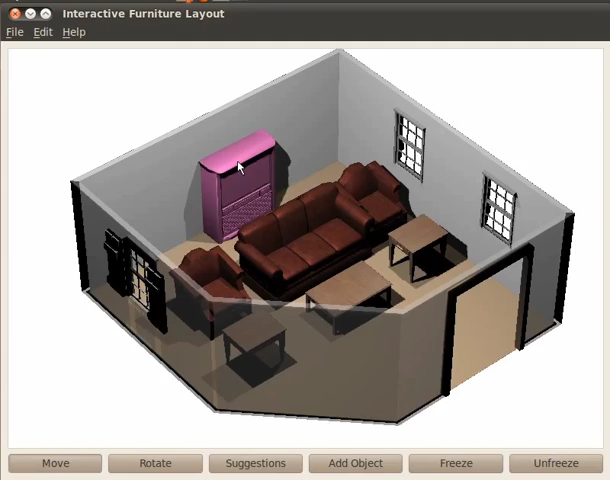 Interactive Furniture Layout
File Edit Help
Move Rotate Suggestions Add Object Freeze Unfreeze